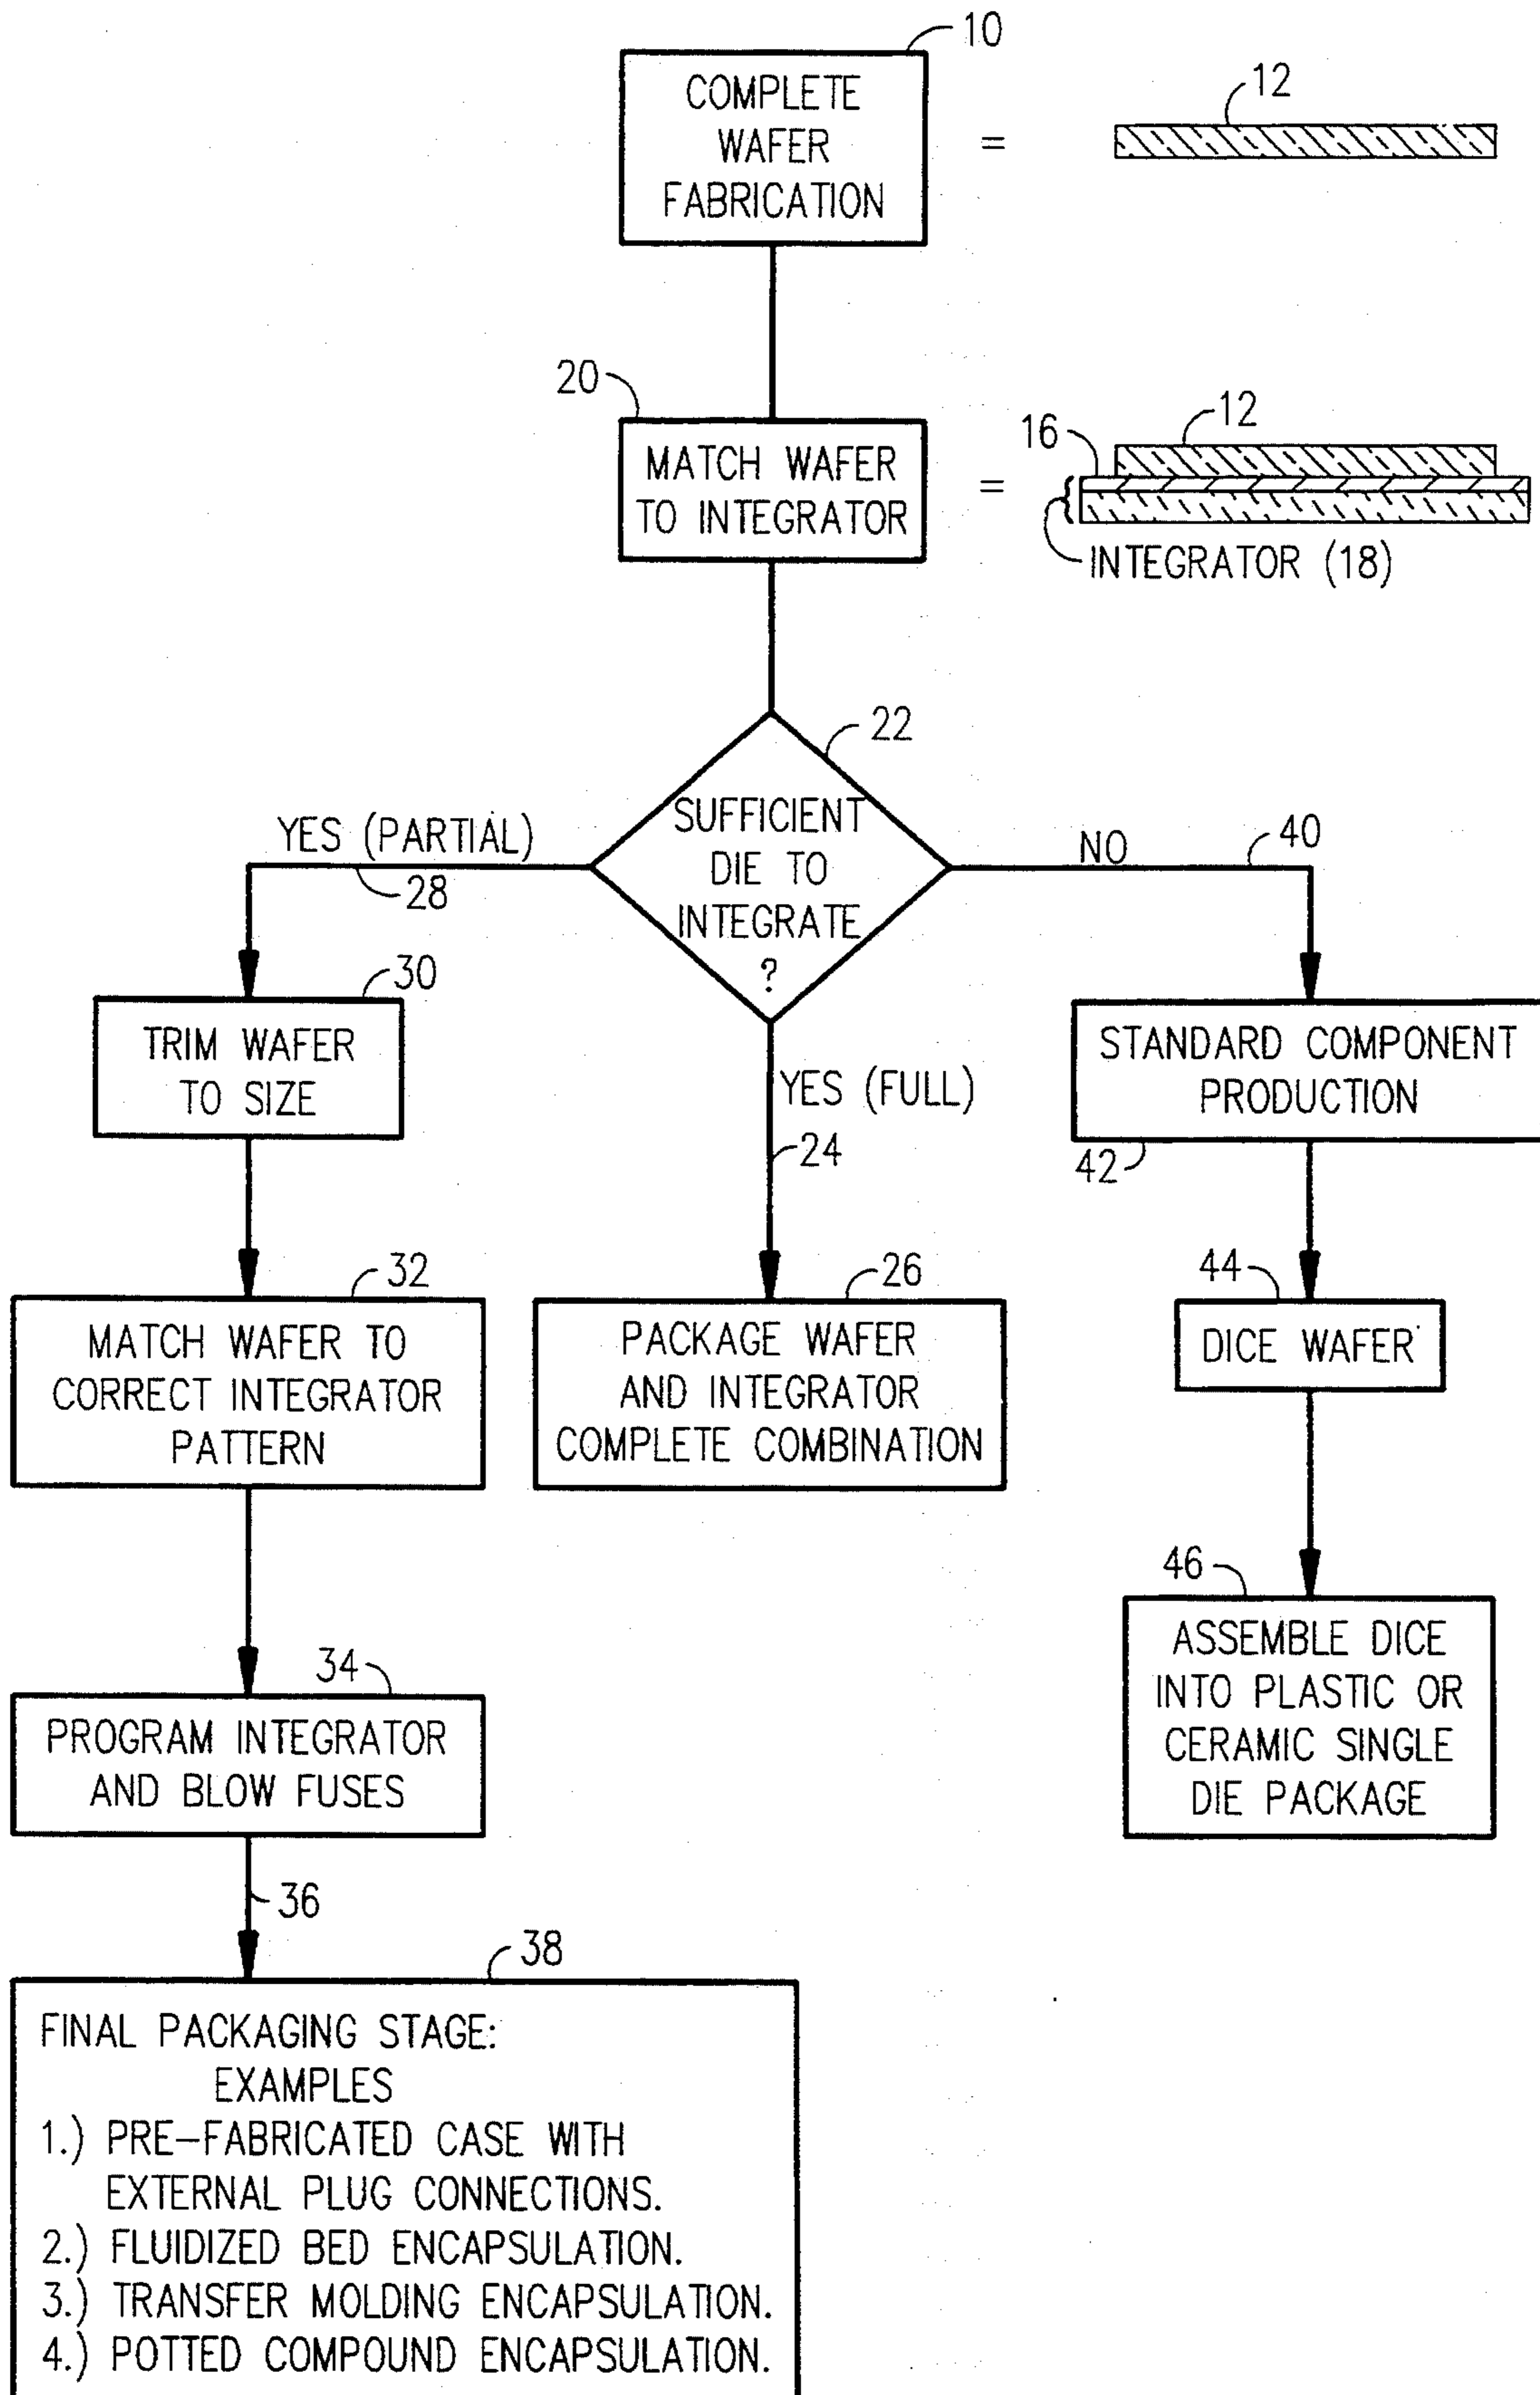 10
COMPLETE
WAFER
FABRICATION
=
12
20
MATCH WAFER
TO INTEGRATOR
=
16
12
INTEGRATOR (18)
22
SUFFICIENT
DIE TO
INTEGRATE
?
YES (PARTIAL)
28
NO
40
30
TRIM WAFER
TO SIZE
YES (FULL)
24
STANDARD COMPONENT
PRODUCTION
42
32
MATCH WAFER TO
CORRECT INTEGRATOR
PATTERN
26
PACKAGE WAFER
AND INTEGRATOR
COMPLETE COMBINATION
44
DICE WAFER
34
PROGRAM INTEGRATOR
AND BLOW FUSES
46
ASSEMBLE DICE
INTO PLASTIC OR
CERAMIC SINGLE
DIE PACKAGE
36
38
FINAL PACKAGING STAGE:
EXAMPLES
1.) PRE-FABRICATED CASE WITH
EXTERNAL PLUG CONNECTIONS.
2.) FLUIDIZED BED ENCAPSULATION.
3.) TRANSFER MOLDING ENCAPSULATION.
4.) POTTED COMPOUND ENCAPSULATION.